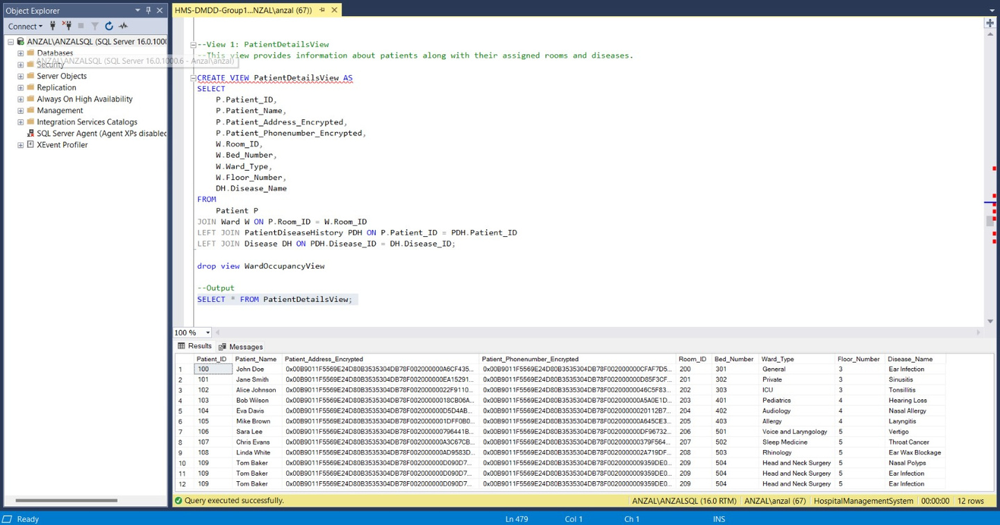 Object Explorer
Connect
ANZAL\ANZALSQL (SQL Server 16.0.1000
Databases
ANZAL\ANZALSQL (SQL Server 16.0.1000.6 - Anzal\anzal)
Security
Server Objects
Replication
Always On High Availability
Management
Integration Services Catalogs
SQL Server Agent (Agent XPs disabled
XEvent Profiler
HMS-DMDD-Group1...NZAL\anzal (67))
--View 1: PatientDetailsView
--This view provides information about patients along with their assigned rooms and diseases.
CREATE VIEW PatientDetailsView AS
SELECT
P.Patient_ID,
P.Patient_Name,
P.Patient_Address_Encrypted,
P.Patient_Phonenumber_Encrypted,
W.Room_ID,
W.Bed_Number,
W.Ward_Type,
W.Floor_Number,
DH.Disease_Name
FROM
Patient P
JOIN Ward W ON P.Room_ID = W.Room_ID
LEFT JOIN PatientDiseaseHistory PDH ON P.Patient_ID = PDH.Patient_ID
LEFT JOIN Disease DH ON PDH.Disease_ID = DH.Disease_ID;
drop view WardOccupancyView
--Output
SELECT * FROM PatientDetailsView;
100 %
Results Messages
Patient_ID Patient_Name Patient_Address_Encrypted Patient_Phonenumber_Encrypted Room_ID Bed_Number Ward_Type Floor_Number Disease_Name
1 100 John Doe 0x00B9011F5569E24D80B3535304DB78F002000000A6CF435... 0x00B9011F5569E24D80B3535304DB78F002000000CFAF7D5... 200 301 General 3 Ear Infection
2 101 Jane Smith 0x00B9011F5569E24D80B3535304DB78F002000000EA15291... 0x00B9011F5569E24D80B3535304DB78F002000000D85F3CF... 201 302 Private 3 Sinusitis
3 102 Alice Johnson 0x00B9011F5569E24D80B3535304DB78F00200000022F9110... 0x00B9011F5569E24D80B3535304DB78F00200000046C5F83... 202 303 ICU 3 Tonsillitis
4 103 Bob Wilson 0x00B9011F5569E24D80B3535304DB78F00200000018CB06A... 0x00B9011F5569E24D80B3535304DB78F002000000A5A0E1D... 203 401 Pediatrics 4 Hearing Loss
5 104 Eva Davis 0x00B9011F5569E24D80B3535304DB78F002000000D5D4AB... 0x00B9011F5569E24D80B3535304DB78F00200000020112B7... 204 402 Audiology 4 Nasal Allergy
6 105 Mike Brown 0x00B9011F5569E24D80B3535304DB78F0020000001DFF0B0... 0x00B9011F5569E24D80B3535304DB78F002000000A645CE3... 205 403 Allergy 4 Laryngitis
7 106 Sara Lee 0x00B9011F5569E24D80B3535304DB78F002000000796441B... 0x00B9011F5569E24D80B3535304DB78F002000000DF96732... 206 501 Voice and Laryngology 5 Vertigo
8 107 Chris Evans 0x00B9011F5569E24D80B3535304DB78F002000000A3C67CB... 0x00B9011F5569E24D80B3535304DB78F002000000379F564... 207 502 Sleep Medicine 5 Throat Cancer
9 108 Linda White 0x00B9011F5569E24D80B3535304DB78F002000000AD9583D... 0x00B9011F5569E24D80B3535304DB78F0020000002A719DF... 208 503 Rhinology 5 Ear Wax Blockage
10 109 Tom Baker 0x00B9011F5569E24D80B3535304DB78F002000000D090D7... 0x00B9011F5569E24D80B3535304DB78F0020000009359DE0... 209 504 Head and Neck Surgery 5 Nasal Polyps
11 109 Tom Baker 0x00B9011F5569E24D80B3535304DB78F002000000D090D7... 0x00B9011F5569E24D80B3535304DB78F0020000009359DE0... 209 504 Head and Neck Surgery 5 Ear Infection
12 109 Tom Baker 0x00B9011F5569E24D80B3535304DB78F002000000D090D7... 0x00B9011F5569E24D80B3535304DB78F0020000009359DE0... 209 504 Head and Neck Surgery 5 Ear Infection
Query executed successfully. ANZAL\ANZALSQL (16.0 RTM) ANZAL\anzal (67) HospitalManagementSystem 00:00:00 12 rows
Ready Ln 479 Col 1 Ch 1 INS